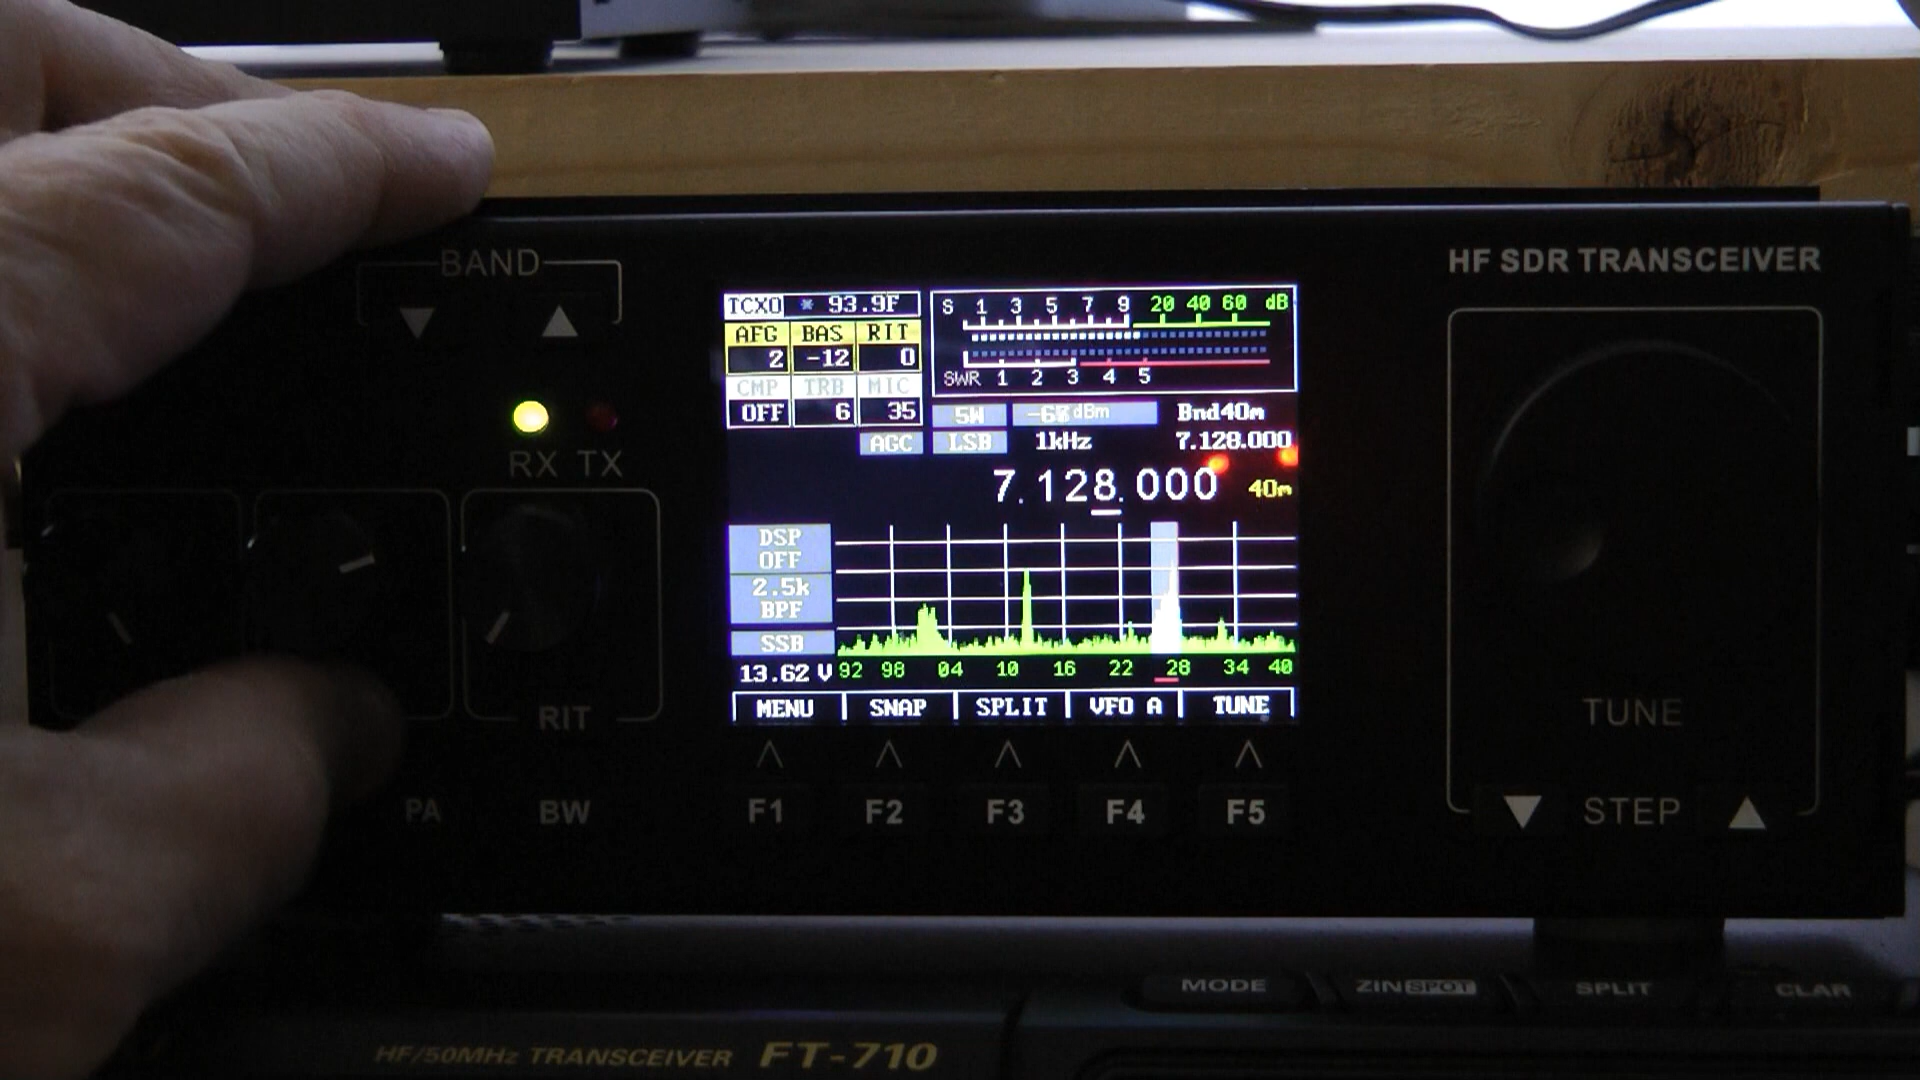 BAND
HF SDR TRANSCEIVER
TCXO * 93.9F
S 1 3 5 7 9 20 40 60 dB
AFG BAS RIT
2 -12 0
SWR 1 2 3 4 5
CMP TRB MIC
OFF 6 35
5W dBm Bnd40m
AGC LSB 1kHz 7.128.000
RX TX
7.128.000 40m
DSP
OFF
2.5k
BPF
SSB
13.62 V 92 98 04 10 16 22 28 34 40
MENU SNAP SPLIT VFO A TUNE
RIT
TUNE
PA BW F1 F2 F3 F4 F5 STEP
MODE ZIN SPOT SPLIT CLAR
HF/50MHz TRANSCEIVER FT-710